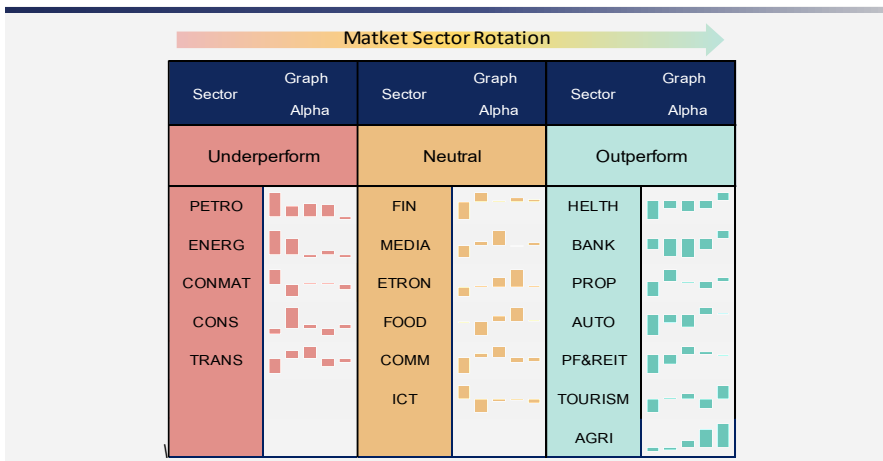 Matket Sector Rotation
Sector Graph Alpha Sector Graph Alpha Sector Graph Alpha
Underperform Neutral Outperform
PETRO FIN HELTH
ENERG MEDIA BANK
CONMAT ETRON PROP
CONS FOOD AUTO
TRANS COMM PF&REIT
ICT TOURISM
AGRI
\